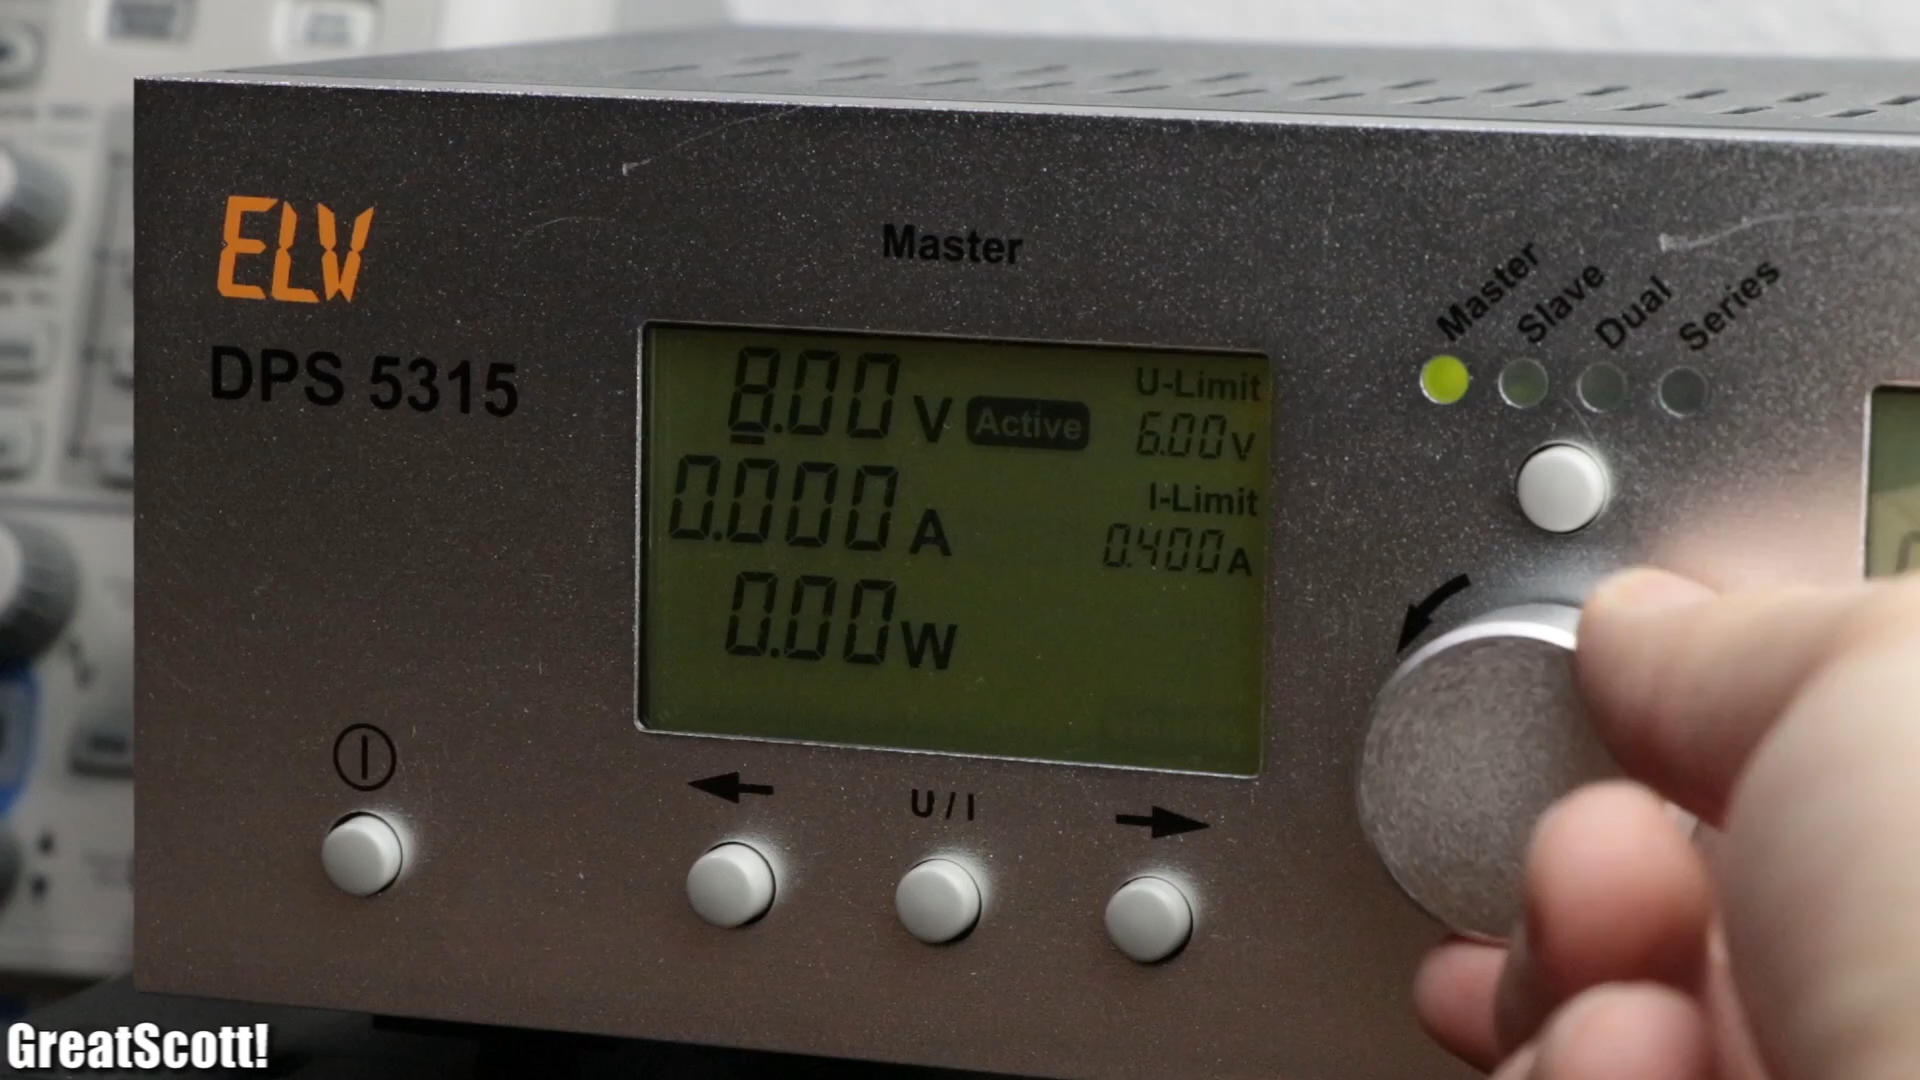 ELV
DPS 5315
Master
Master
Slave
Dual
Series
8.00 V Active
U-Limit
6.00 V
0.000 A
I-Limit
0.400 A
0.00 W
U / I
GreatScott!